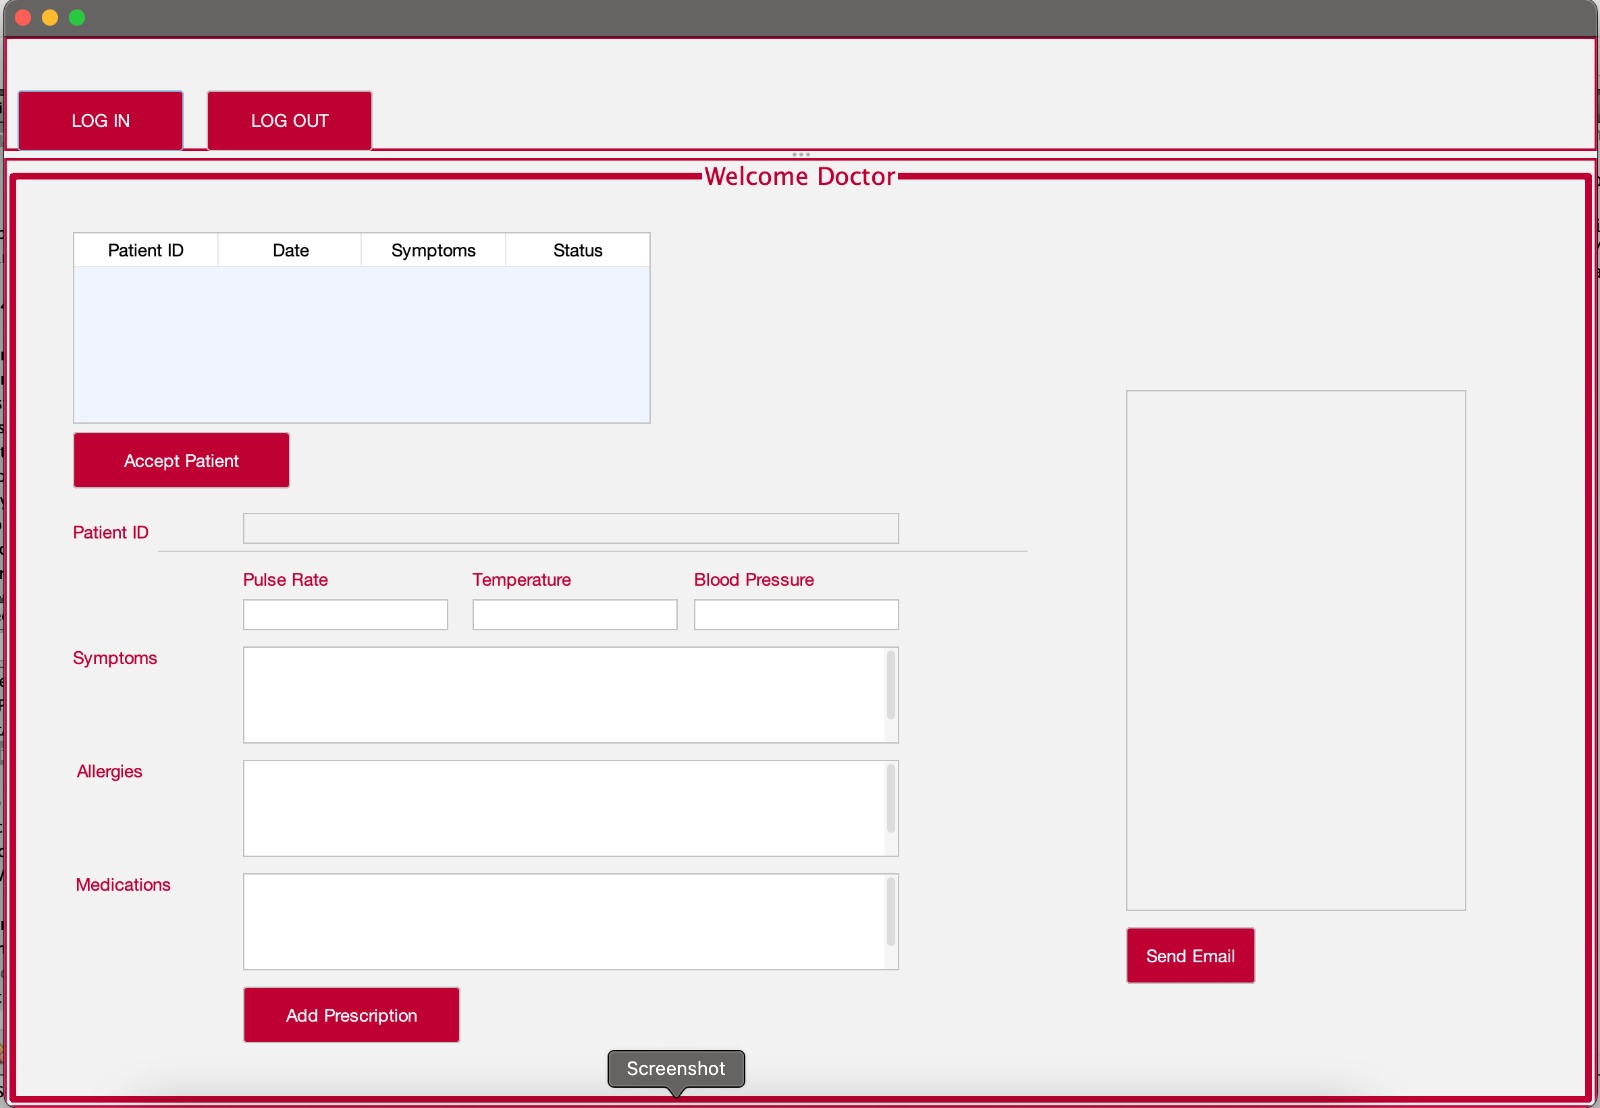 LOG IN LOG OUT
Welcome Doctor
Patient ID Date Symptoms Status
Accept Patient
Patient ID
Pulse Rate Temperature Blood Pressure
Symptoms
Allergies
Medications
Send Email
Add Prescription
Screenshot